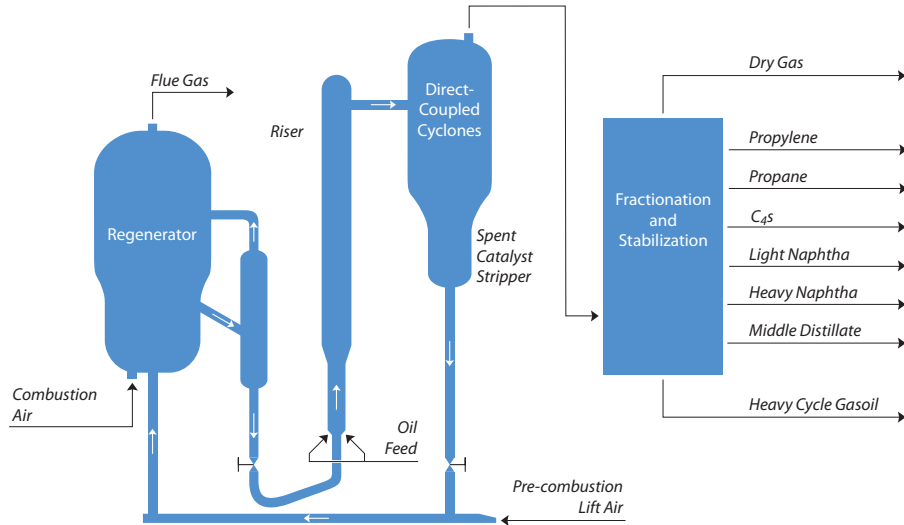 Flue Gas
Riser
Direct-
Coupled
Cyclones
Dry Gas
Propylene
Propane
C₄s
Light Naphtha
Heavy Naphtha
Middle Distillate
Heavy Cycle Gasoil
Fractionation
and
Stabilization
Regenerator
Spent
Catalyst
Stripper
Combustion
Air
Oil
Feed
Pre-combustion
Lift Air